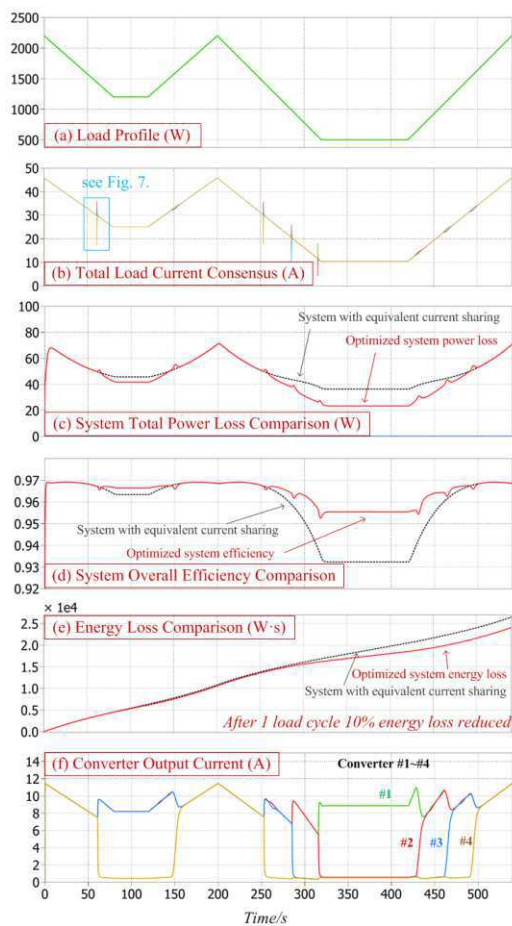 2500
2000
1500
1000
500
(a) Load Profile (W)
50
40
30
20
10
0
see Fig. 7.
(b) Total Load Current Consensus (A)
100
80
60
40
20
0
System with equivalent current sharing
Optimized system power loss
(c) System Total Power Loss Comparison (W)
0.97
0.96
0.95
0.94
0.93
0.92
System with equivalent current sharing
Optimized system efficiency
(d) System Overall Efficiency Comparison
× 1e4
2.5
2.0
1.5
1.0
0.5
0.0
(e) Energy Loss Comparison (W·s)
Optimized system energy loss
System with equivalent current sharing
After 1 load cycle 10% energy loss reduced
14
12
10
8
6
4
2
0
(f) Converter Output Current (A)
Converter #1~#4
#1
#2
#3
#4
0 50 100 150 200 250 300 350 400 450 500
Time/s